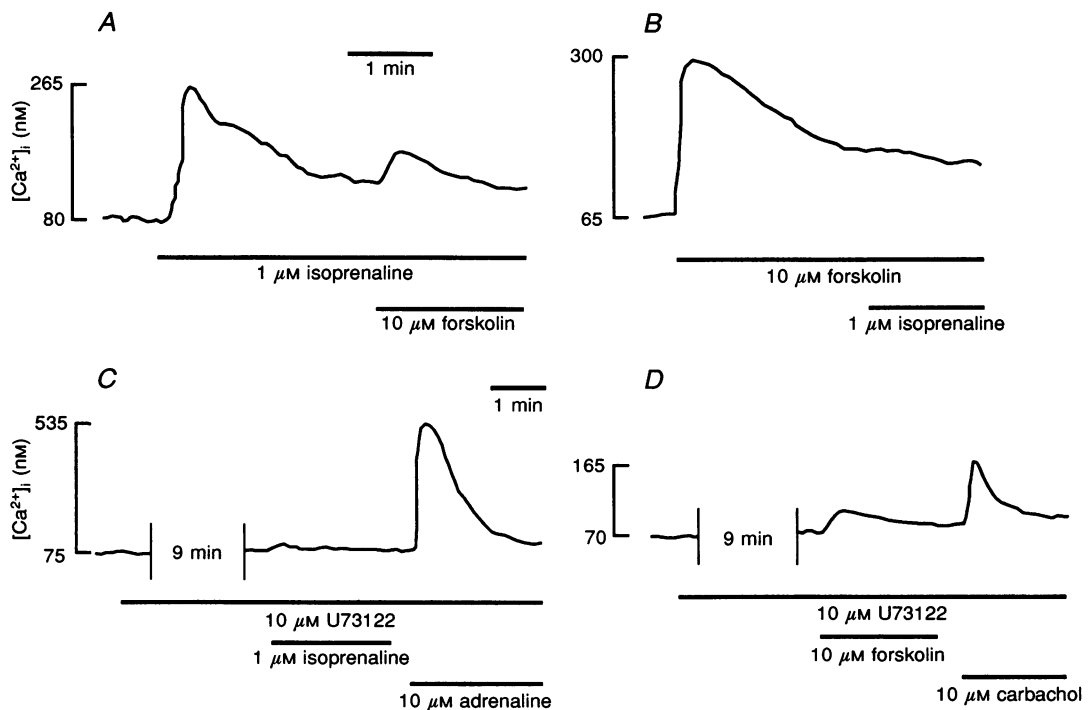 A
B
1 min
265
[Ca²⁺]ᵢ (nM)
80
1 μM isoprenaline
10 μM forskolin
300
65
10 μM forskolin
1 μM isoprenaline
C
D
1 min
535
[Ca²⁺]ᵢ (nM)
75
9 min
10 μM U73122
1 μM isoprenaline
10 μM adrenaline
165
70
9 min
10 μM U73122
10 μM forskolin
10 μM carbachol